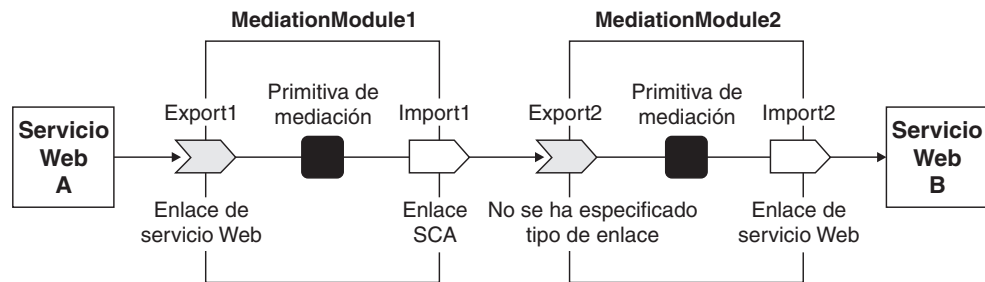 MediationModule1
MediationModule2
Servicio
Web
A
Export1
Primitiva de
mediación
Import1
Export2
Primitiva de
mediación
Import2
Servicio
Web
B
Enlace de
servicio Web
Enlace
SCA
No se ha especificado
tipo de enlace
Enlace de
servicio Web